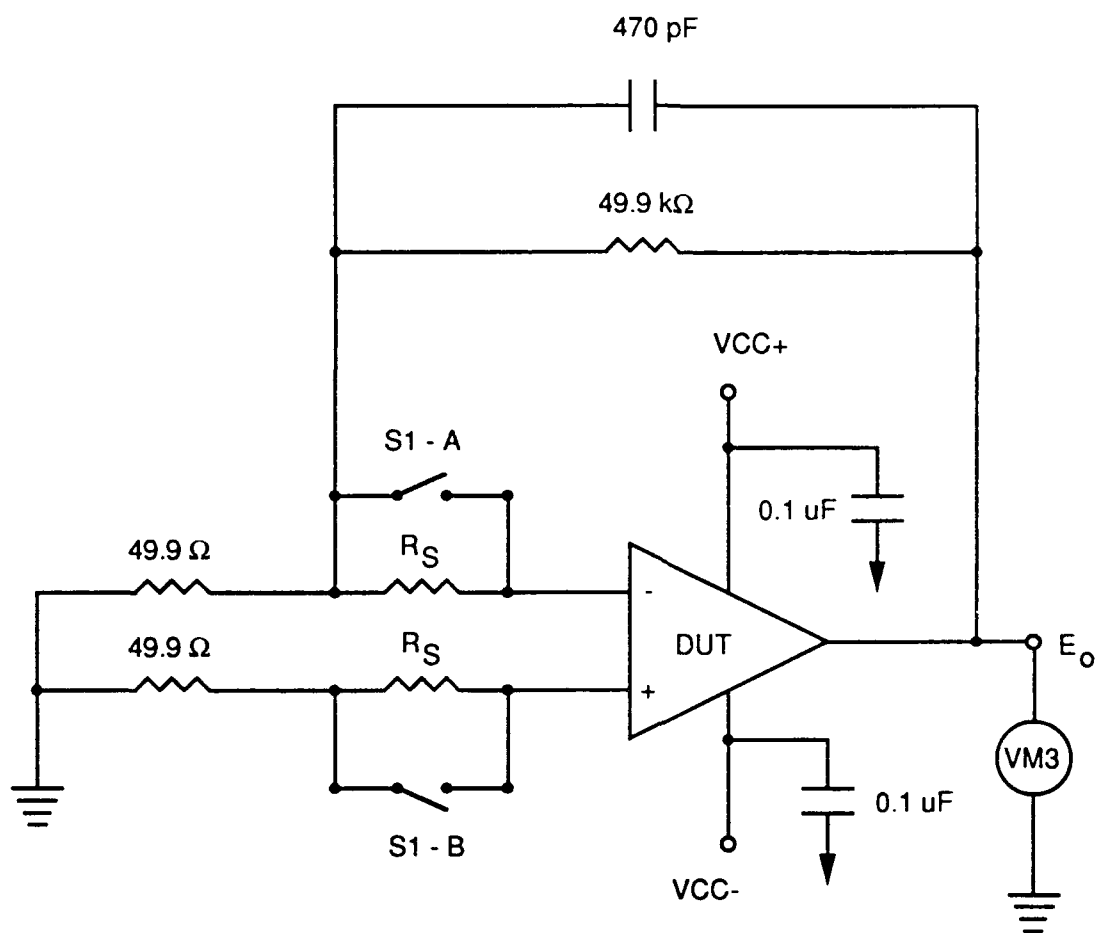 470 pF
49.9 kΩ
VCC+
S1 - A
0.1 uF
49.9 Ω
RS
-
49.9 Ω
RS
DUT
Eo
+
VM3
0.1 uF
S1 - B
VCC-